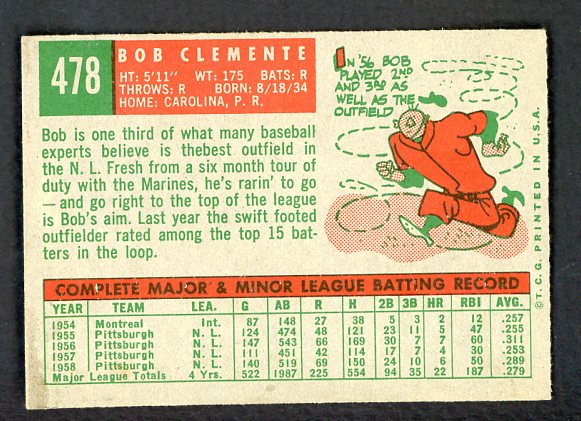 478
BOB CLEMENTE
HT: 5'11" WT: 175 BATS: R
THROWS: R BORN: 8/18/34
HOME: CAROLINA, P. R.
IN '56 BOB
PLAYED 2ND
AND 3RD AS
WELL AS THE
OUTFIELD
Bob is one third of what many baseball
experts believe is thebest outfield in
the N. L. Fresh from a six month tour of
duty with the Marines, he's rarin' to go
—and go right to the top of the league
is Bob's aim. Last year the swift footed
outfielder rated among the top 15 bat-
ters in the loop.
COMPLETE MAJOR & MINOR LEAGUE BATTING RECORD
YEAR TEAM LEA. G AB R H 2B 3B HR RBI AVG.
1954 Montreal Int. 87 148 27 38 5 3 2 12 .257
1955 Pittsburgh N. L. 124 474 48 121 23 11 5 47 .255
1956 Pittsburgh N. L. 147 543 66 169 30 7 7 60 .311
1957 Pittsburgh N. L. 111 451 42 114 17 7 4 30 .253
1958 Pittsburgh N. L. 140 519 69 150 24 10 6 50 .289
Major League Totals 4 Yrs. 522 1987 225 554 94 35 22 187 .279
© T. C. G. PRINTED IN U. S. A.